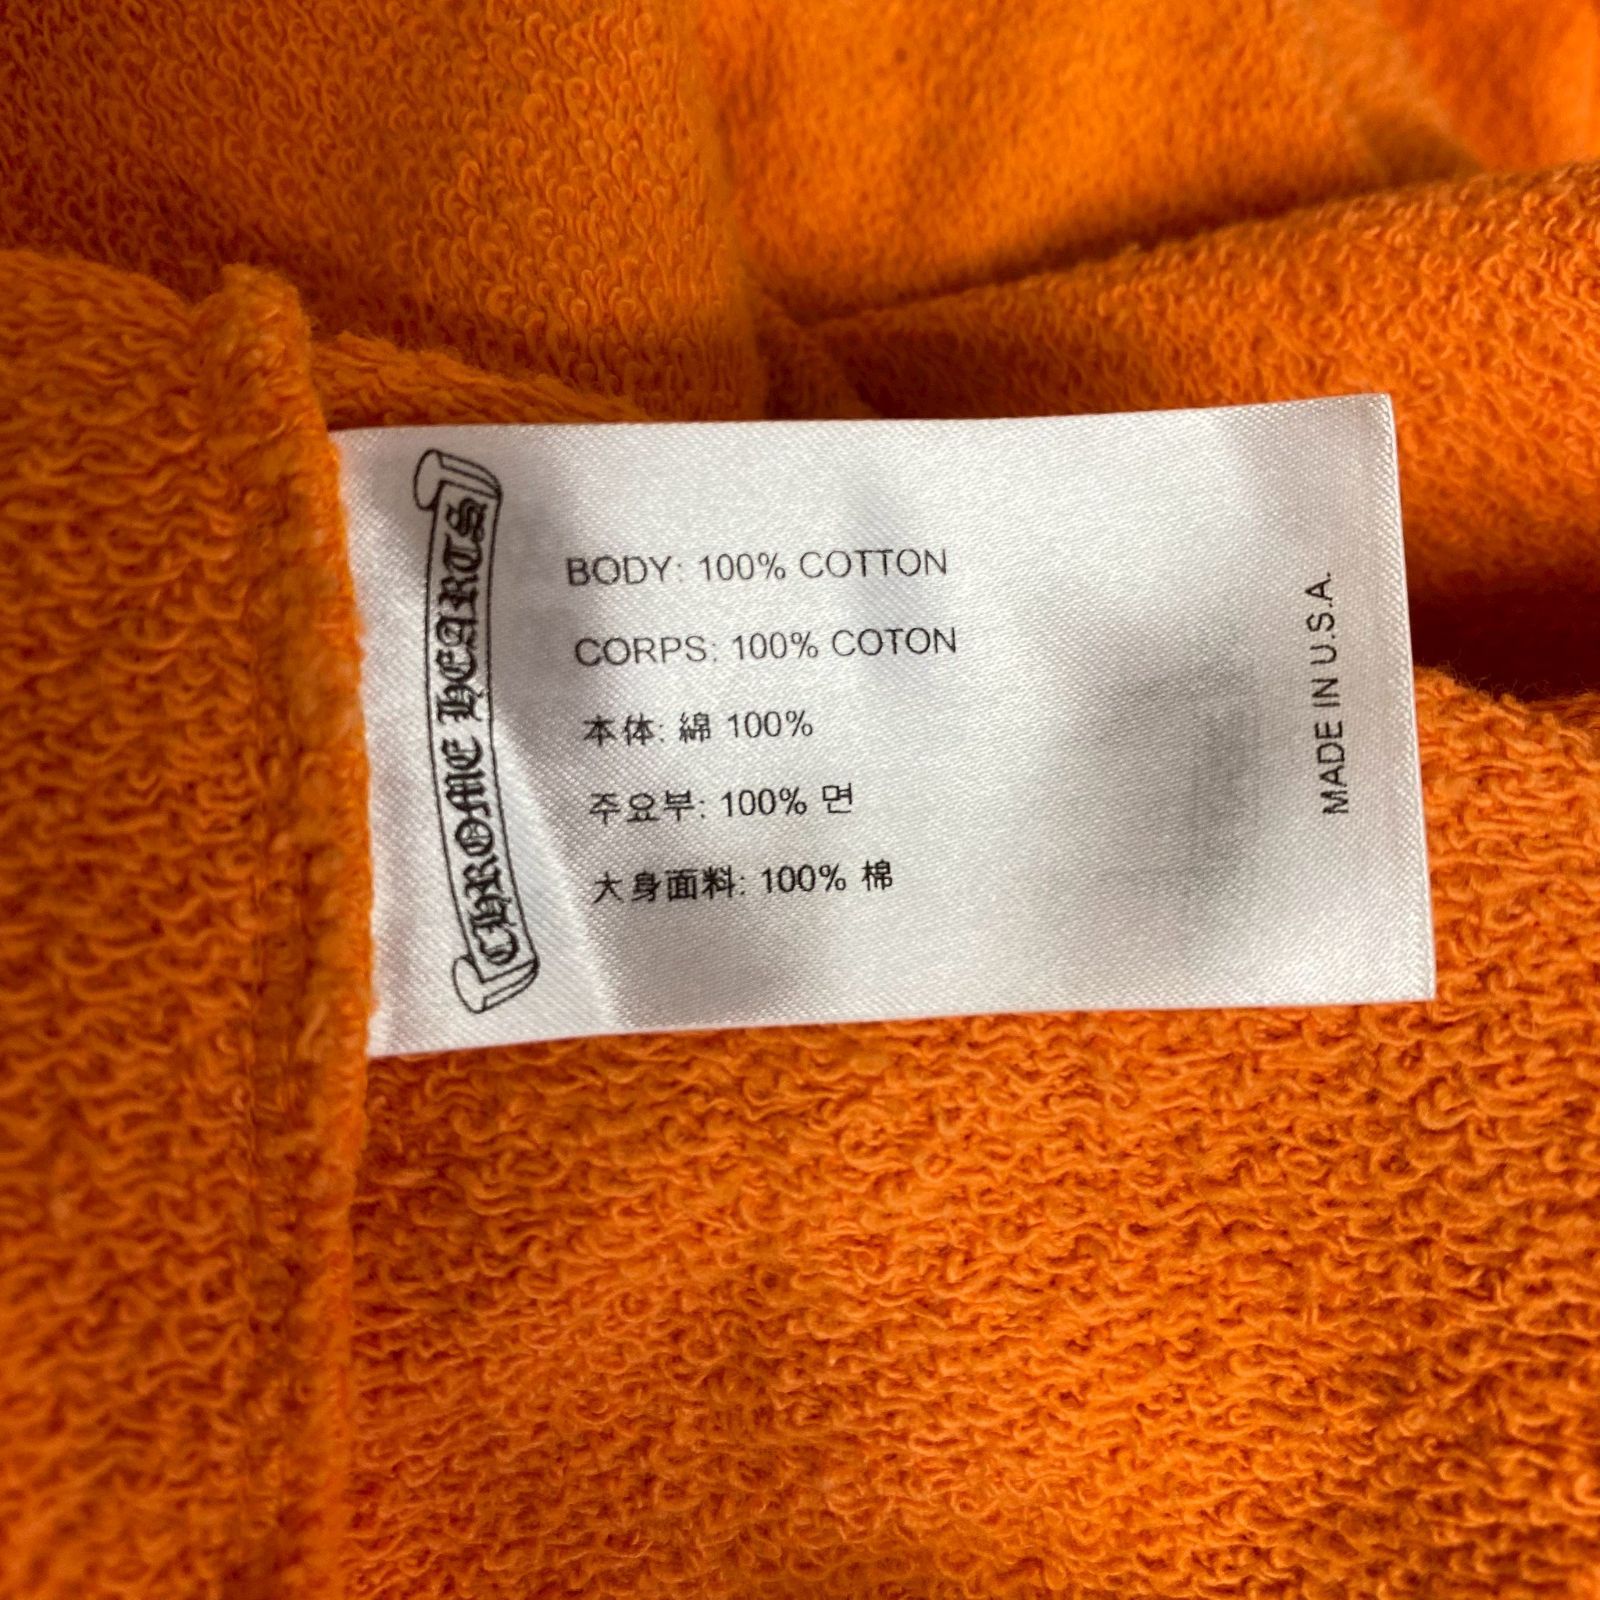 CHROME HEARTS
BODY: 100% COTTON
CORPS: 100% COTON
本体: 綿 100%
주요부: 100% 면
大身面料: 100% 棉
MADE IN U.S.A.